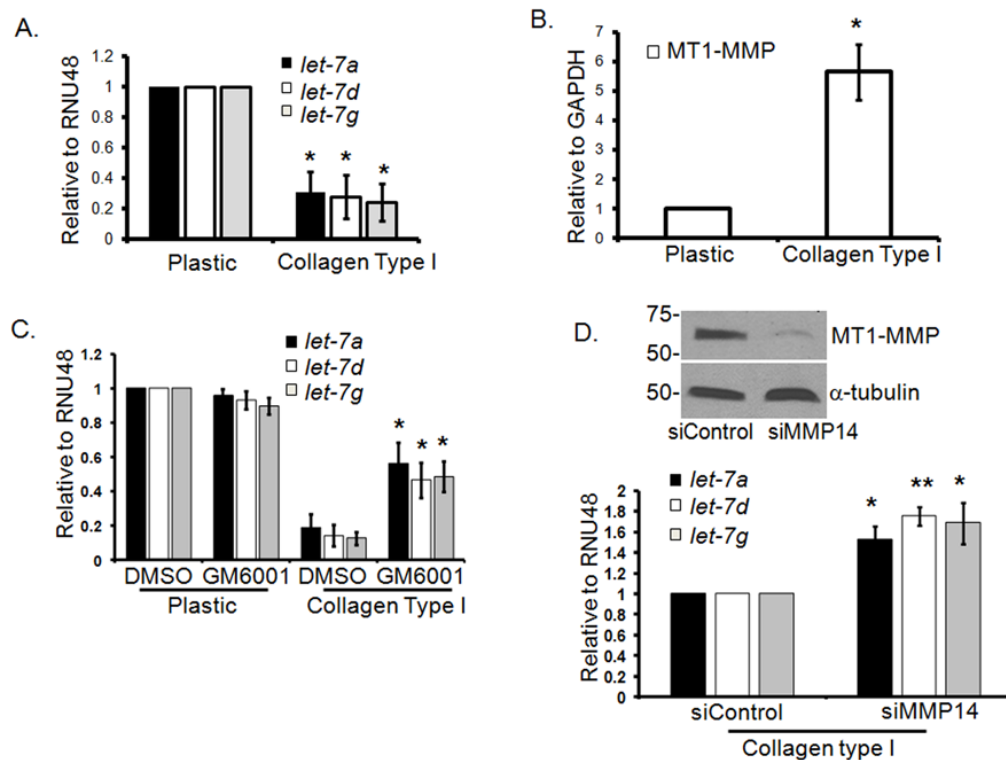 A.
Relative to RNU48
1.2
1
0.8
0.6
0.4
0.2
0
let-7a
let-7d
let-7g
* * *
Plastic Collagen Type I
B.
Relative to GAPDH
7
6
5
4
3
2
1
0
MT1-MMP
*
Plastic Collagen Type I
C.
Relative to RNU48
1.2
1
0.8
0.6
0.4
0.2
0
let-7a
let-7d
let-7g
* * *
DMSO GM6001 DMSO GM6001
Plastic Collagen Type I
D.
75-
50-
MT1-MMP
50-
α-tubulin
siControl siMMP14
Relative to RNU48
2
1.8
1.6
1.4
1.2
1
0.8
0.6
0.4
0.2
0
let-7a
let-7d
let-7g
* ** *
siControl siMMP14
Collagen type I